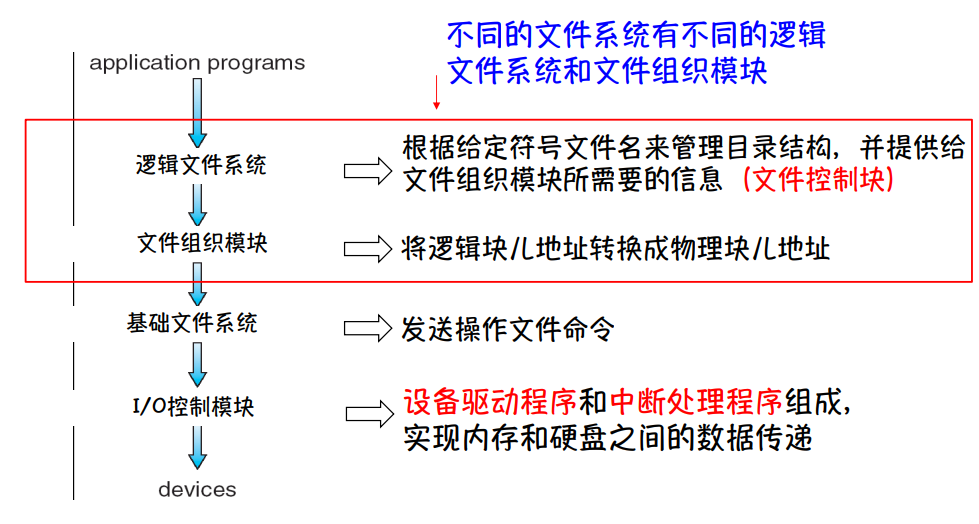 不同的文件系统有不同的逻辑
文件系统和文件组织模块
application programs
逻辑文件系统
根据给定符号文件名来管理目录结构，并提供给
文件组织模块所需要的信息（文件控制块）
文件组织模块
将逻辑块儿地址转换成物理块儿地址
基础文件系统
发送操作文件命令
I/O控制模块
设备驱动程序和中断处理程序组成，
实现内存和硬盘之间的数据传递
devices